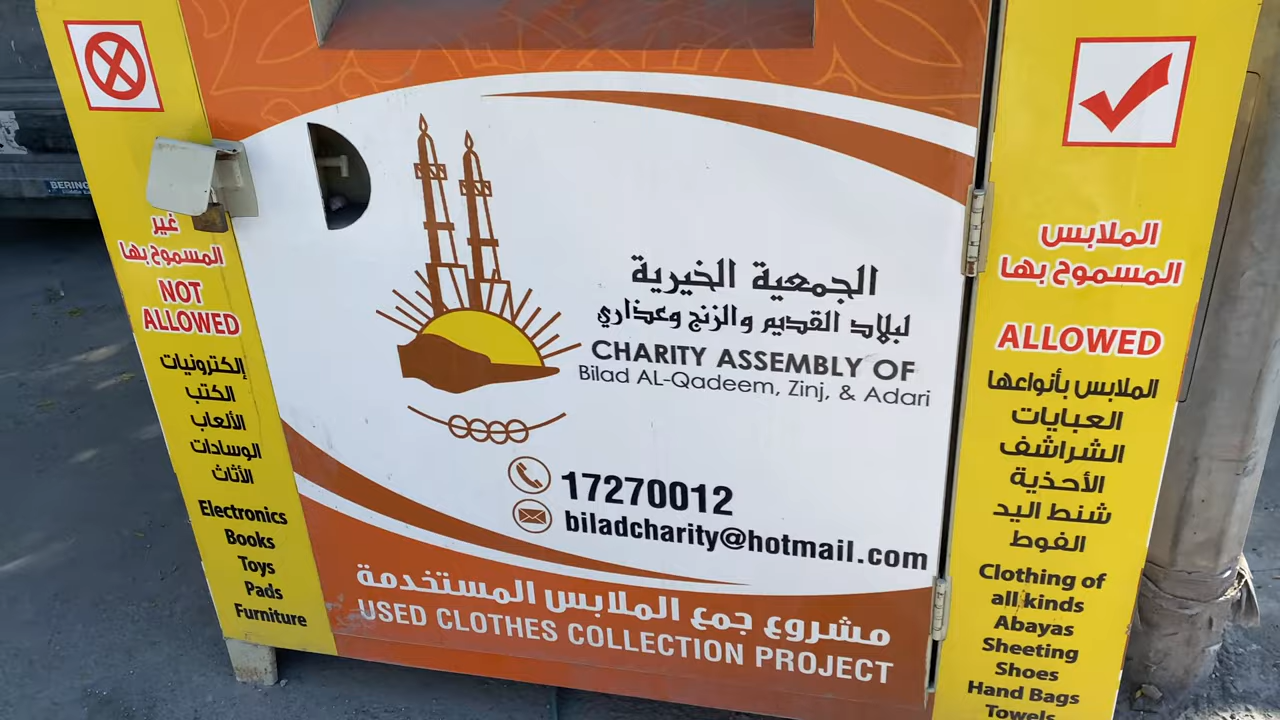 غير
المسموح بها
NOT
ALLOWED
إلكترونيات
الكتب
الألعاب
الوسادات
الأثاث
Electronics
Books
Toys
Pads
Furniture
الجمعية الخيرية
لبلاد القديم والزنج وعذاري
CHARITY ASSEMBLY OF
Bilad AL-Qadeem, Zinj, & Adari
17270012
biladcharity@hotmail.com
مشروع جمع الملابس المستخدمة
USED CLOTHES COLLECTION PROJECT
الملابس
المسموح بها
ALLOWED
الملابس بأنواعها
العبايات
الشراشف
الأحذية
شنط اليد
الفوط
Clothing of
all kinds
Abayas
Sheeting
Shoes
Hand Bags
Towels
BERING